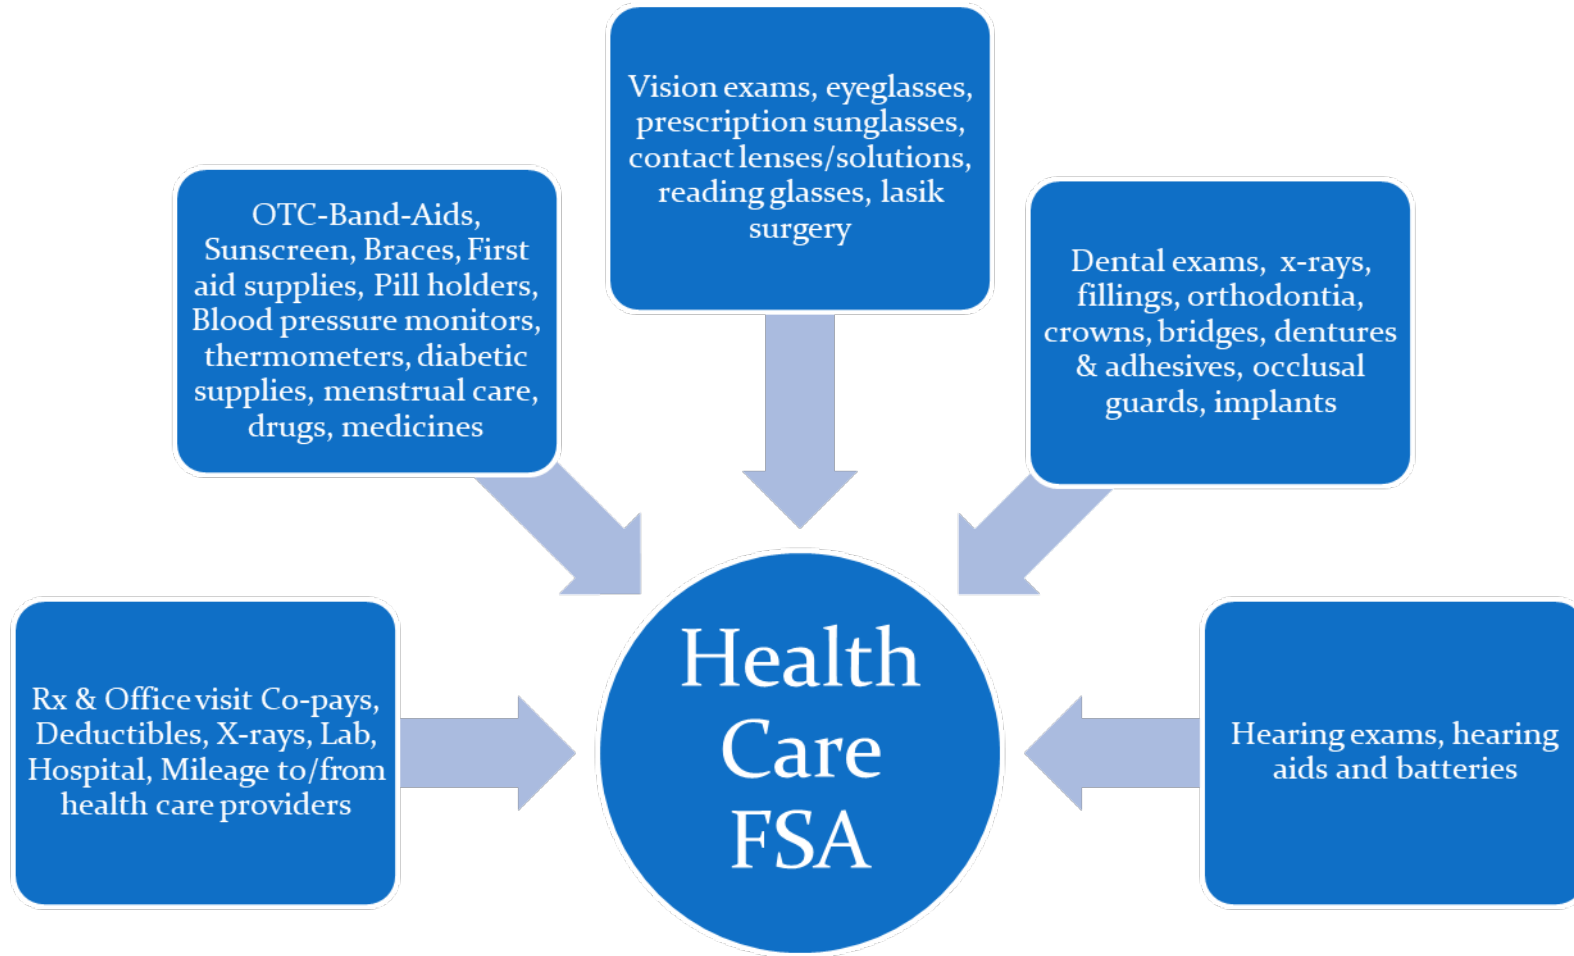 Vision exams, eyeglasses,
prescription sunglasses,
contact lenses/solutions,
reading glasses, lasik
surgery
OTC-Band-Aids,
Sunscreen, Braces, First
aid supplies, Pill holders,
Blood pressure monitors,
thermometers, diabetic
supplies, menstrual care,
drugs, medicines
Dental exams, x-rays,
fillings, orthodontia,
crowns, bridges, dentures
& adhesives, occlusal
guards, implants
Rx & Office visit Co-pays,
Deductibles, X-rays, Lab,
Hospital, Mileage to/from
health care providers
Health
Care
FSA
Hearing exams, hearing
aids and batteries